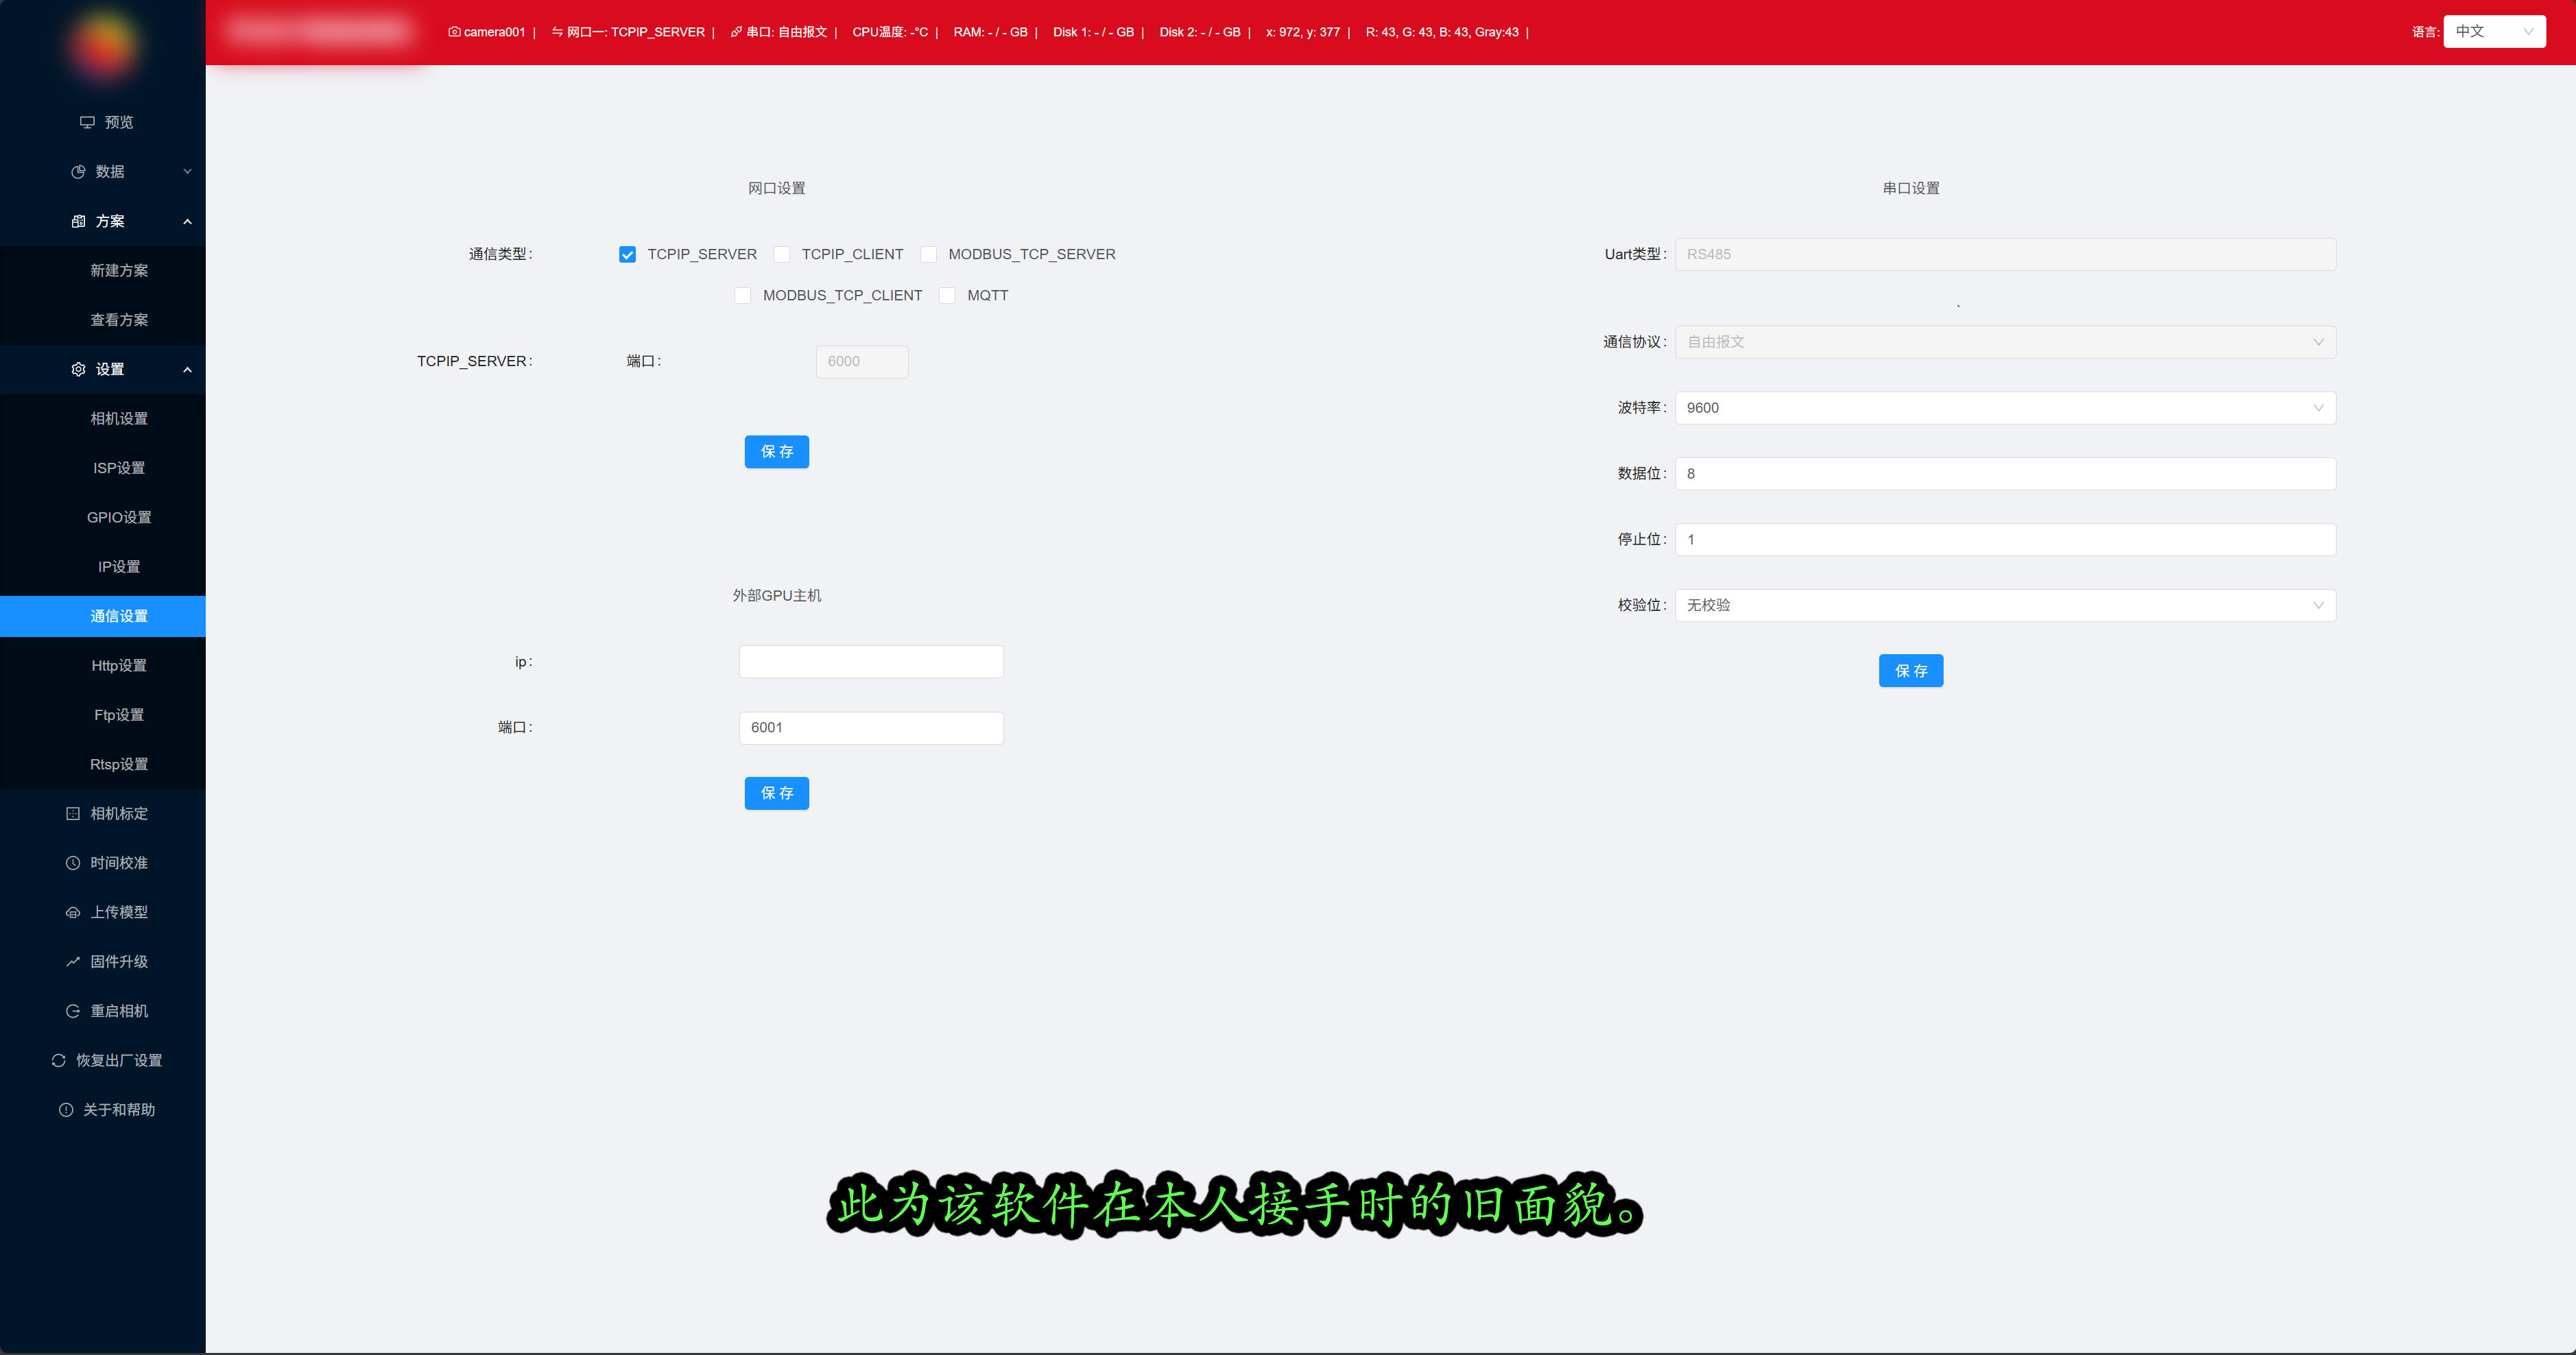 camera001 | 网口一: TCPIP_SERVER | 串口: 自由报文 | CPU温度: -°C | RAM: - / - GB | Disk 1: - / - GB | Disk 2: - / - GB | x: 972, y: 377 | R: 43, G: 43, B: 43, Gray:43 |
语言: 中文
预览
数据
方案
新建方案
查看方案
设置
相机设置
ISP设置
GPIO设置
IP设置
通信设置
Http设置
Ftp设置
Rtsp设置
相机标定
时间校准
上传模型
固件升级
重启相机
恢复出厂设置
关于和帮助
网口设置
通信类型: TCPIP_SERVER TCPIP_CLIENT MODBUS_TCP_SERVER
MODBUS_TCP_CLIENT MQTT
TCPIP_SERVER: 端口: 6000
保存
外部GPU主机
ip:
端口: 6001
保存
串口设置
Uart类型: RS485
`
通信协议: 自由报文
波特率: 9600
数据位: 8
停止位: 1
校验位: 无校验
保存
此为该软件在本人接手时的旧面貌。